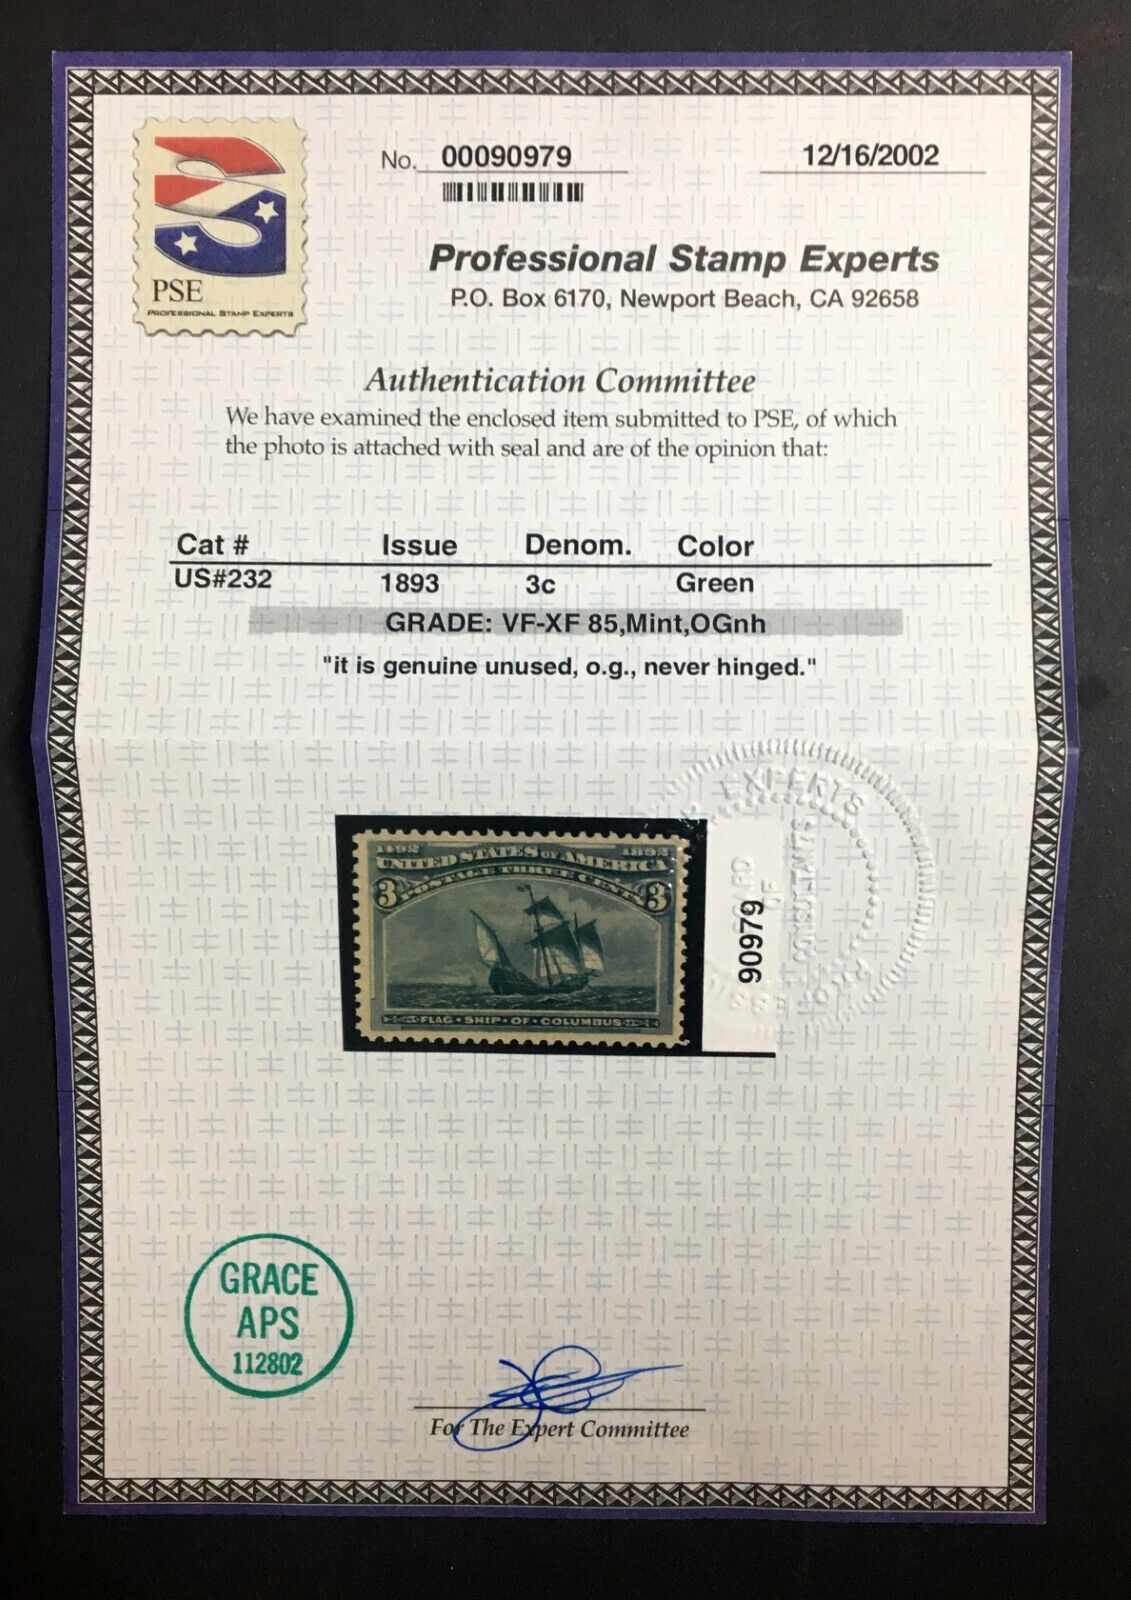 PSE
PROFESSIONAL STAMP EXPERTS
No. 00090979
12/16/2002
Professional Stamp Experts
P.O. Box 6170, Newport Beach, CA 92658
Authentication Committee
We have examined the enclosed item submitted to PSE, of which
the photo is attached with seal and are of the opinion that:
Cat # Issue Denom. Color
US#232 1893 3c Green
GRADE: VF-XF 85,Mint,OGnh
"it is genuine unused, o.g., never hinged."
EXPERTS
1492 1892
UNITED STATES OF AMERICA
3 POSTAGE THREE CENTS 3
FLAG · SHIP · OF · COLUMBUS
90979
GRACE
APS
112802
For The Expert Committee